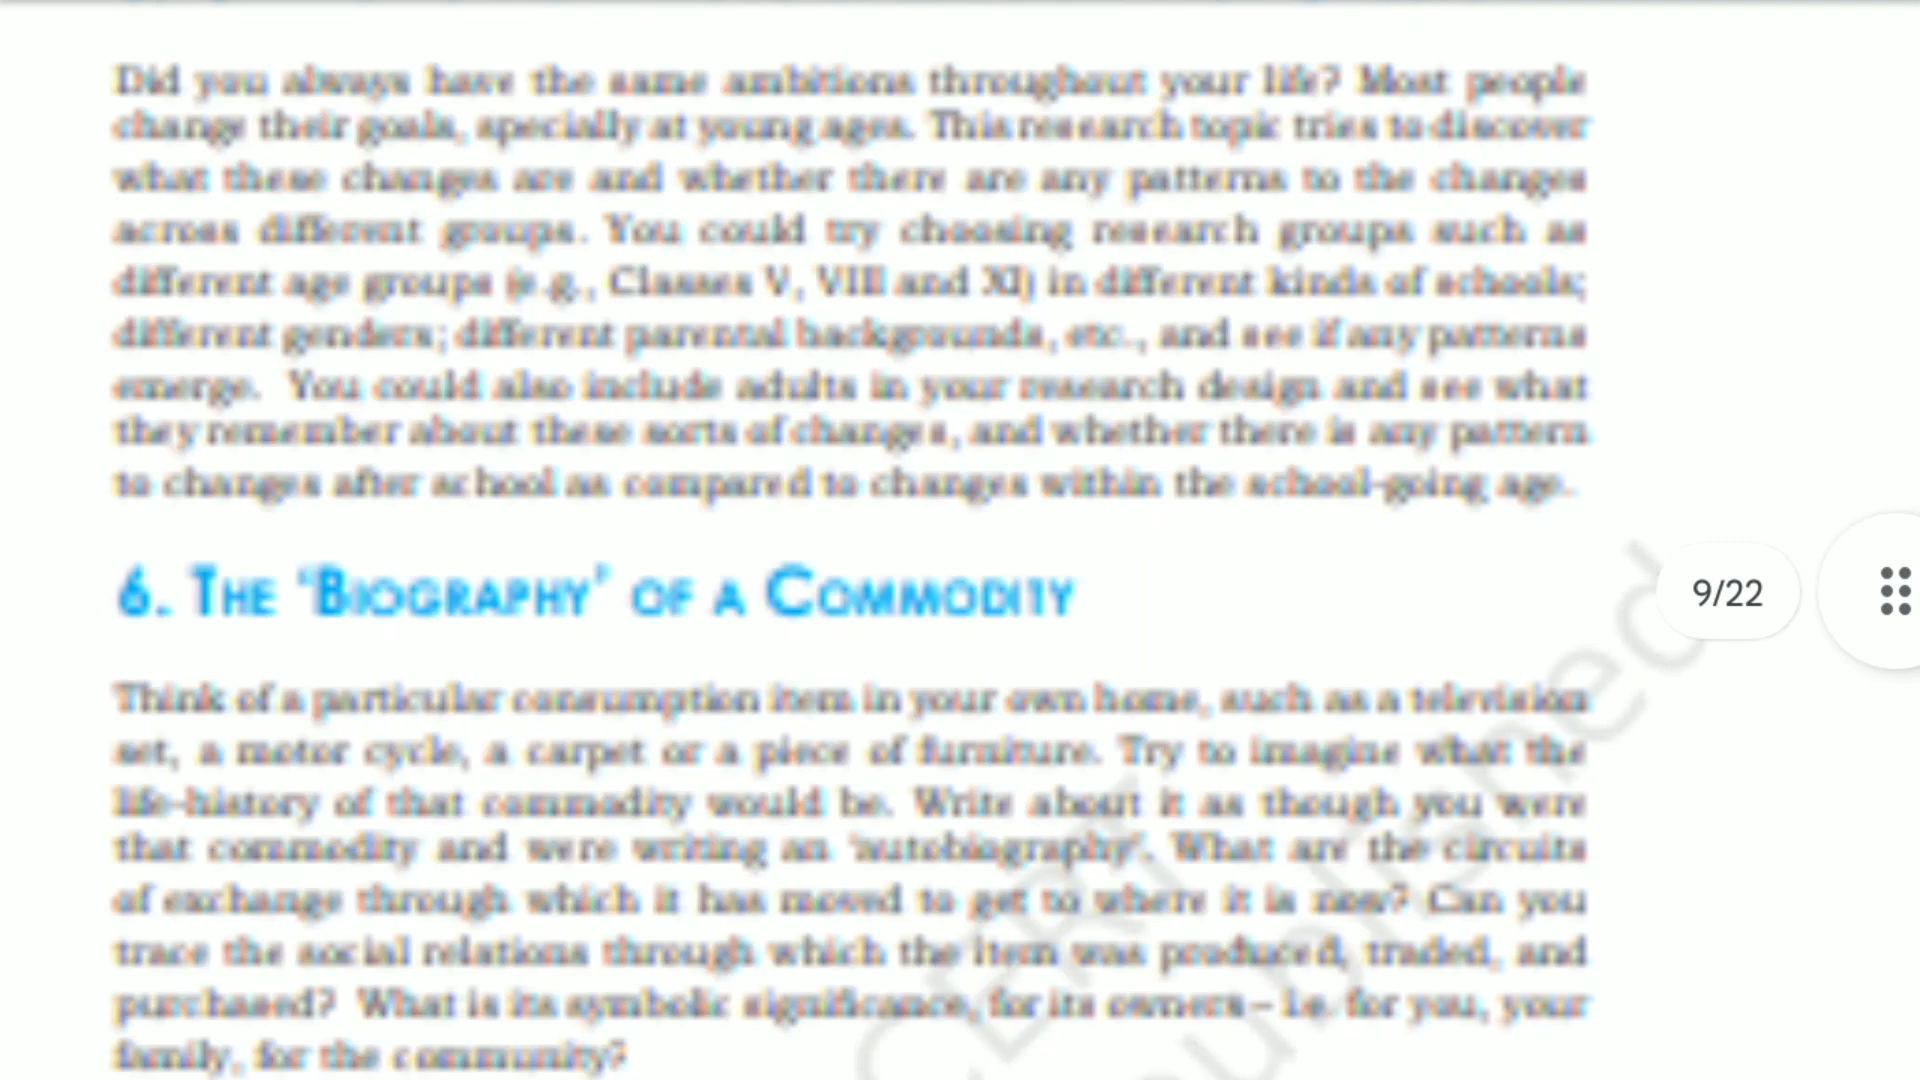 Did you always have the same ambitions throughout your life? Most people
change their goals, specially at young ages. This research topic tries to discover
what these changes are and whether there are any patterns to the changes
across different groups. You could try choosing research groups such as
different age groups (e.g., Classes V, VIII and XI) in different kinds of schools;
different genders; different parental backgrounds, etc., and see if any patterns
emerge. You could also include adults in your research design and see what
they remember about these sorts of changes, and whether there is any pattern
to changes after school as compared to changes within the school-going age.
6. THE ‘BIOGRAPHY’ OF A COMMODITY
9/22
Think of a particular consumption item in your own home, such as a television
set, a motor cycle, a carpet or a piece of furniture. Try to imagine what the
life-history of that commodity would be. Write about it as though you were
that commodity and were writing an ‘autobiography’. What are the circuits
of exchange through which it has moved to get to where it is now? Can you
trace the social relations through which the item was produced, traded, and
purchased? What is its symbolic significance, for its owners – i.e. for you, your
family, for the community?